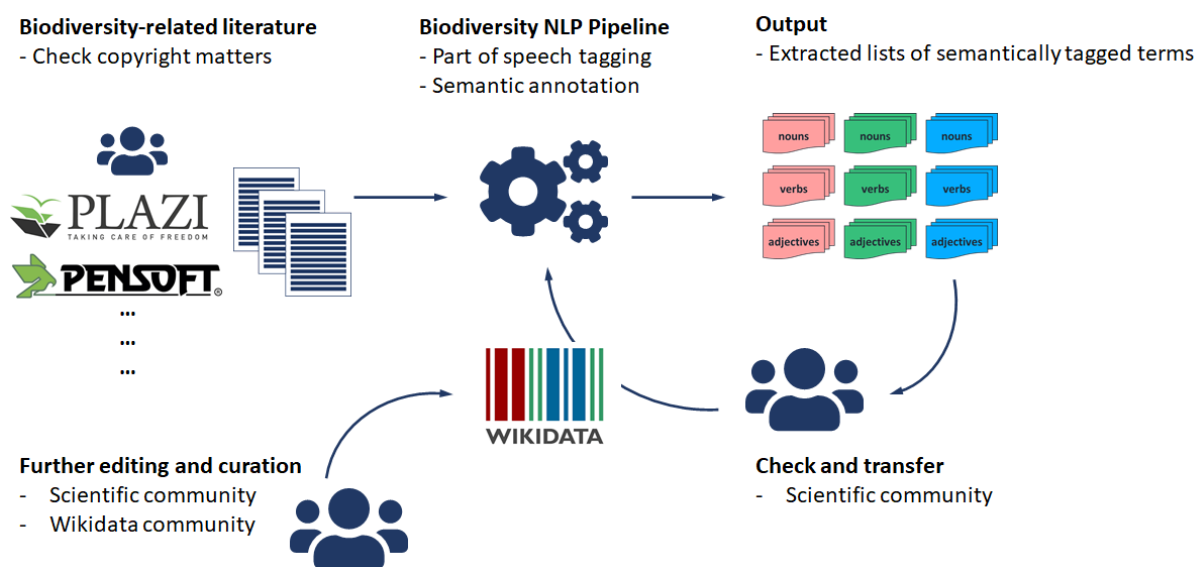 Biodiversity-related literature
- Check copyright matters
PLAZI
TAKING CARE OF FREEDOM
PENSOFT®
...
...
...
Biodiversity NLP Pipeline
- Part of speech tagging
- Semantic annotation
Output
- Extracted lists of semantically tagged terms
nouns nouns nouns
verbs verbs verbs
adjectives adjectives adjectives
WIKIDATA
Further editing and curation
- Scientific community
- Wikidata community
Check and transfer
- Scientific community